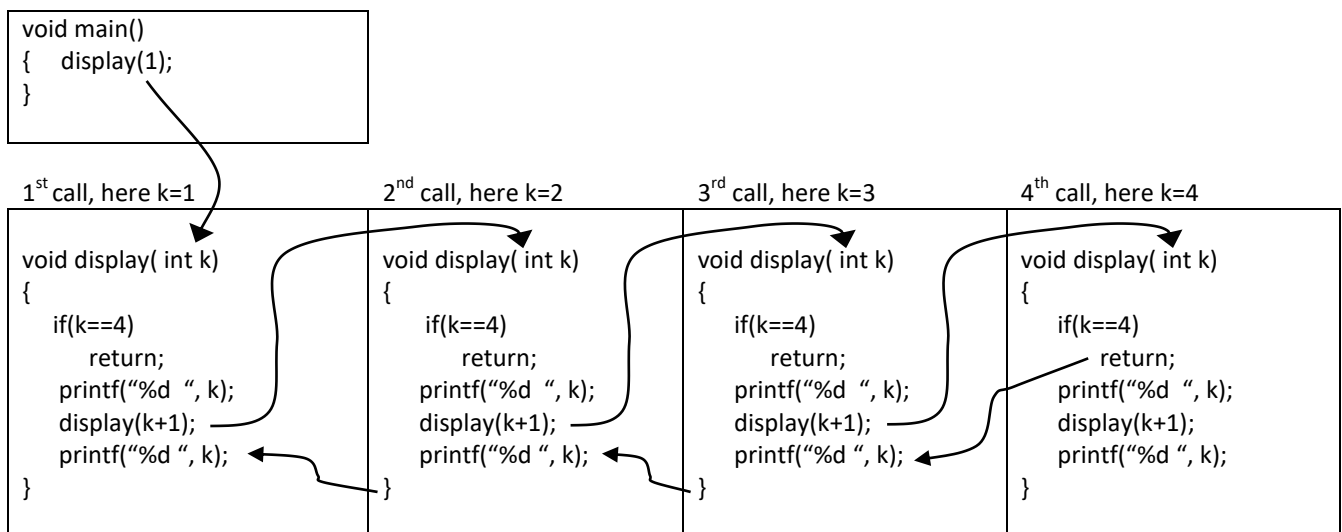 void main()
{ display(1);
}
1st call, here k=1
2nd call, here k=2
3rd call, here k=3
4th call, here k=4
void display( int k)
{
if(k==4)
return;
printf(“%d “, k);
display(k+1);
printf(“%d “, k);
}
void display( int k)
{
if(k==4)
return;
printf(“%d “, k);
display(k+1);
printf(“%d “, k);
}
void display( int k)
{
if(k==4)
return;
printf(“%d “, k);
display(k+1);
printf(“%d “, k);
}
void display( int k)
{
if(k==4)
return;
printf(“%d “, k);
display(k+1);
printf(“%d “, k);
}